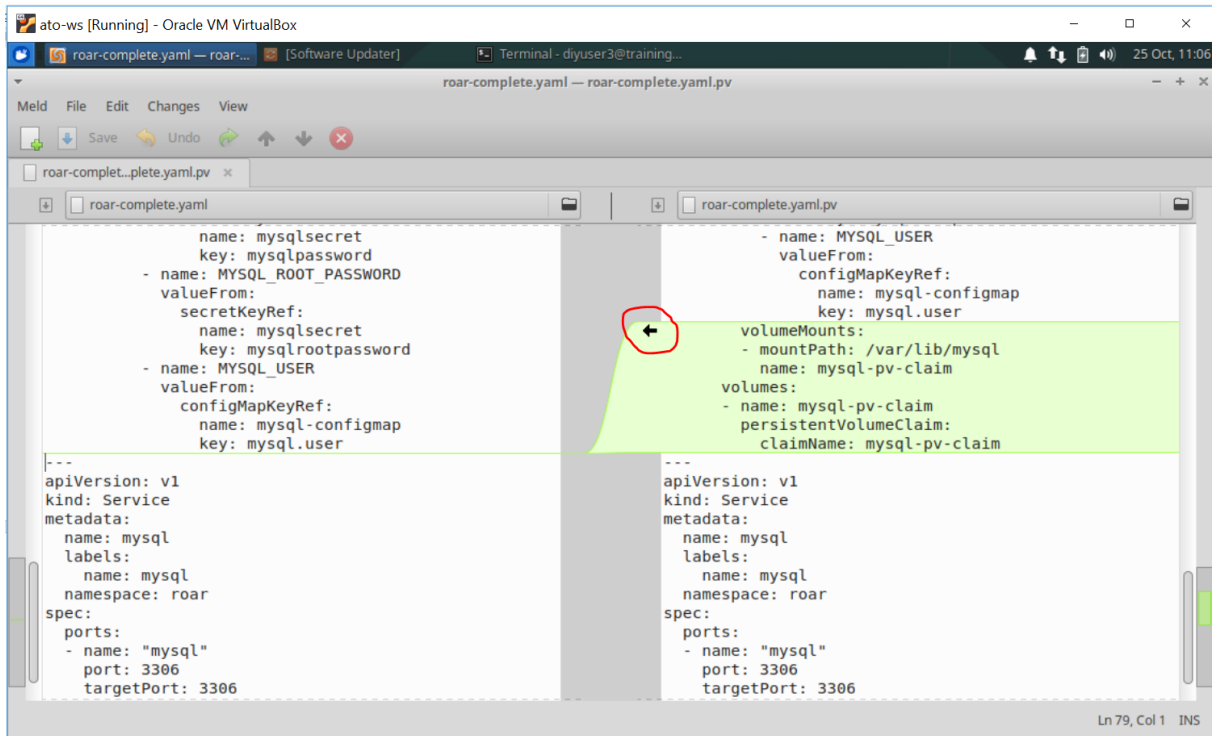 ato-ws [Running] - Oracle VM VirtualBox
roar-complete.yaml — roar-... [Software Updater] Terminal - diyuser3@training... 25 Oct, 11:06
roar-complete.yaml — roar-complete.yaml.pv
Meld File Edit Changes View
Save Undo
roar-complet...plete.yaml.pv
roar-complete.yaml
name: mysqlsecret
key: mysqlpassword
- name: MYSQL_ROOT_PASSWORD
valueFrom:
secretKeyRef:
name: mysqlsecret
key: mysqlrootpassword
- name: MYSQL_USER
valueFrom:
configMapKeyRef:
name: mysql-configmap
key: mysql.user
---
apiVersion: v1
kind: Service
metadata:
name: mysql
labels:
name: mysql
namespace: roar
spec:
ports:
- name: "mysql"
port: 3306
targetPort: 3306
roar-complete.yaml.pv
- name: MYSQL_USER
valueFrom:
configMapKeyRef:
name: mysql-configmap
key: mysql.user
volumeMounts:
- mountPath: /var/lib/mysql
name: mysql-pv-claim
volumes:
- name: mysql-pv-claim
persistentVolumeClaim:
claimName: mysql-pv-claim
---
apiVersion: v1
kind: Service
metadata:
name: mysql
labels:
name: mysql
namespace: roar
spec:
ports:
- name: "mysql"
port: 3306
targetPort: 3306
Ln 79, Col 1 INS